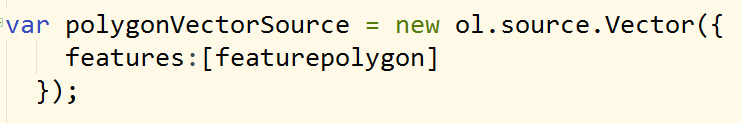 var polygonVectorSource = new ol.source.Vector({
features:[featurepolygon]
});